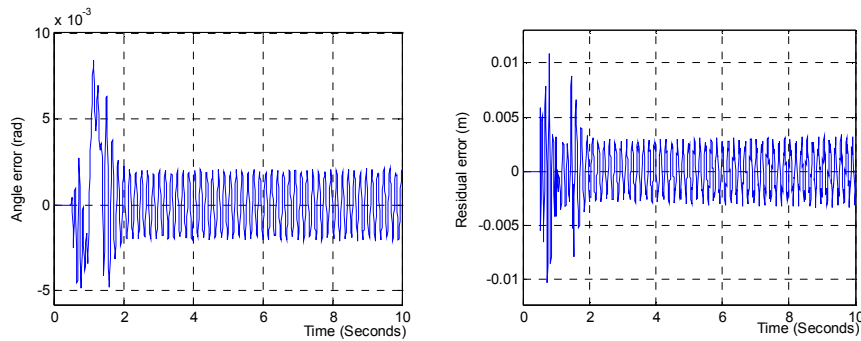 x 10^-3
10
5
0
-5
Angle error (rad)
0 2 4 6 8 10
Time (Seconds)
0.01
0.005
0
-0.005
-0.01
Residual error (m)
0 2 4 6 8 10
Time (Seconds)